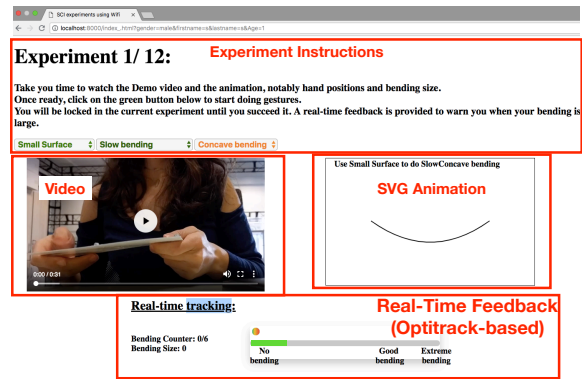 SCI experiments using Wifi
localhost:8000/index_.html?gender=male&firstname=s&lastname=s&Age=1
Experiment 1/ 12:
Experiment Instructions
Take you time to watch the Demo video and the animation, notably hand positions and bending size.
Once ready, click on the green button below to start doing gestures.
You will be locked in the current experiment until you succeed it. A real-time feedback is provided to warn you when your bending is
large.
Small Surface Slow bending Concave bending
Video
0:00 / 0:31
Use Small Surface to do SlowConcave bending
SVG Animation
Real-time tracking:
Real-Time Feedback
(Optitrack-based)
Bending Counter: 0/6
Bending Size: 0
No bending
Good bending
Extreme bending